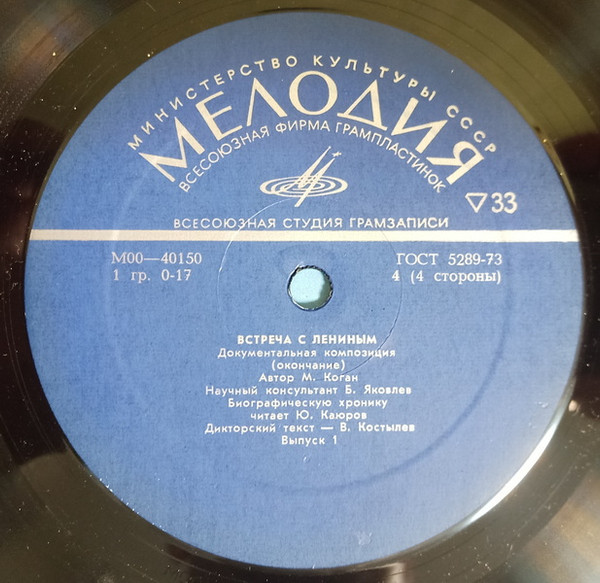 МИНИСТЕРСТВО КУЛЬТУРЫ СССР
МЕЛОДИЯ
ВСЕСОЮЗНАЯ ФИРМА ГРАМПЛАСТИНОК
▽33
ВСЕСОЮЗНАЯ СТУДИЯ ГРАМЗАПИСИ
М00—40150 ГОСТ 5289-73
1 гр. 0-17 4 (4 стороны)
ВСТРЕЧА С ЛЕНИНЫМ
Документальная композиция
(окончание)
Автор М. Коган
Научный консультант Б. Яковлев
Биографическую хронику
читает Ю. Каюров
Дикторский текст — В. Костылев
Выпуск 1